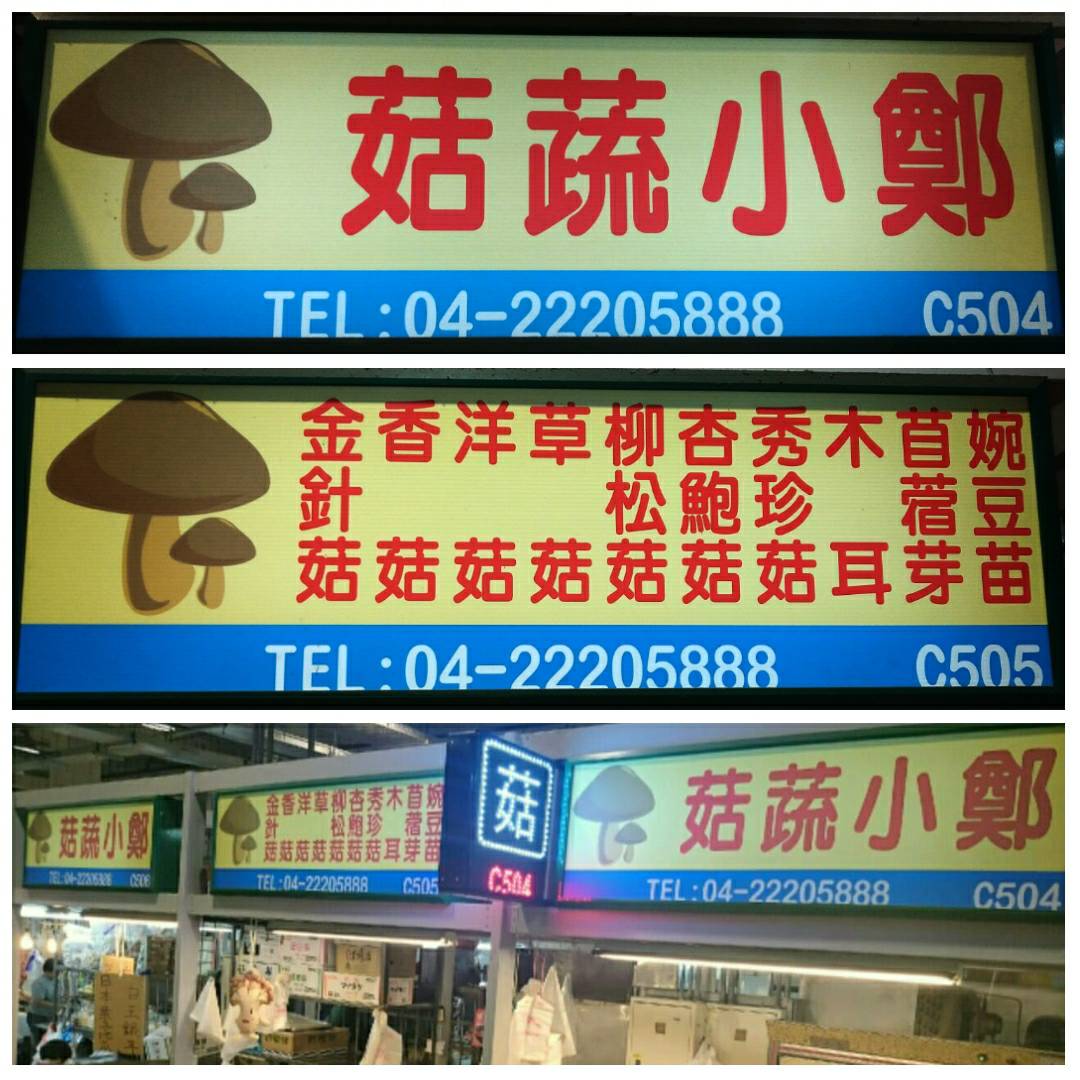 菇蔬小鄭
TEL:04-22205888 C504
金針菇
香菇
洋菇
草菇
柳松菇
杏鮑菇
秀珍菇
木耳
苜蓿芽
婉豆苗
TEL:04-22205888 C505
菇蔬小鄭
TEL:04-22205888 C506
金針菇
香菇
洋菇
草菇
柳松菇
杏鮑菇
秀珍菇
木耳
苜蓿芽
婉豆苗
TEL:04-22205888 C505
菇
C504
菇蔬小鄭
TEL:04-22205888 C504